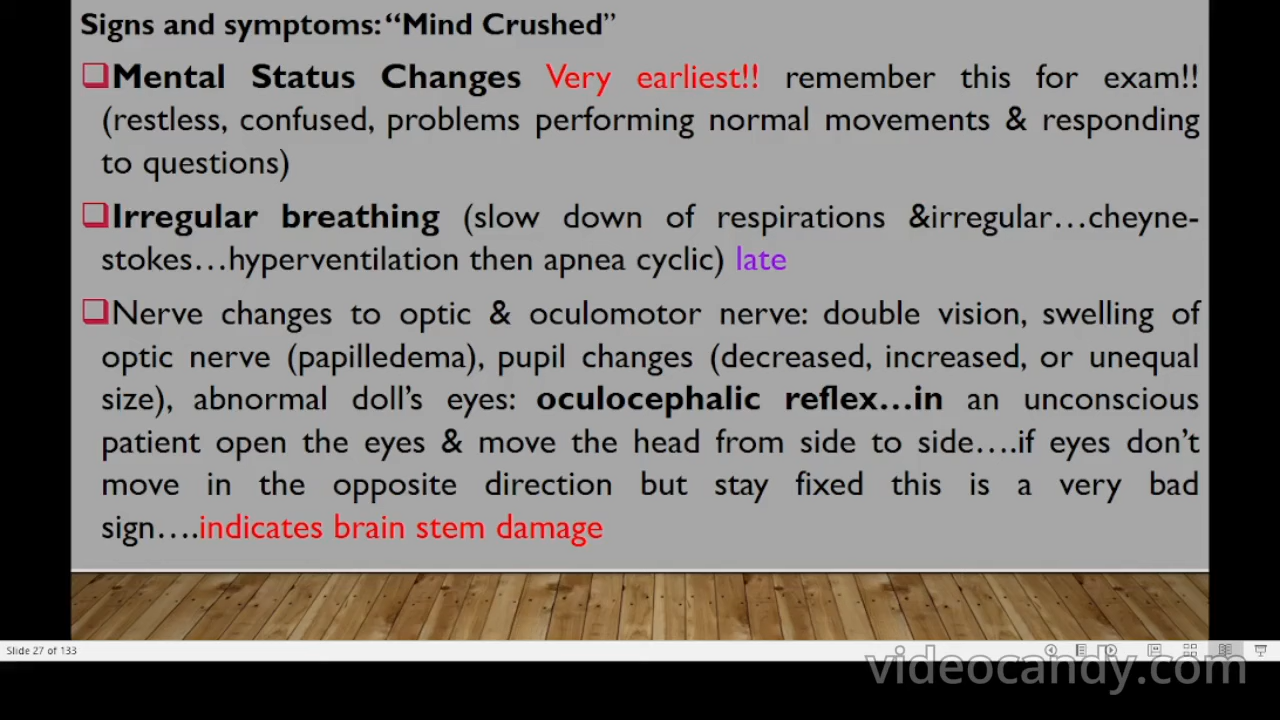 Signs and symptoms: “Mind Crushed”
❑Mental Status Changes Very earliest!! remember this for exam!!
(restless, confused, problems performing normal movements & responding
to questions)
❑Irregular breathing (slow down of respirations &irregular…cheyne-
stokes…hyperventilation then apnea cyclic) late
❑Nerve changes to optic & oculomotor nerve: double vision, swelling of
optic nerve (papilledema), pupil changes (decreased, increased, or unequal
size), abnormal doll’s eyes: oculocephalic reflex…in an unconscious
patient open the eyes & move the head from side to side….if eyes don’t
move in the opposite direction but stay fixed this is a very bad
sign….indicates brain stem damage
Slide 27 of 133
videocandy.com